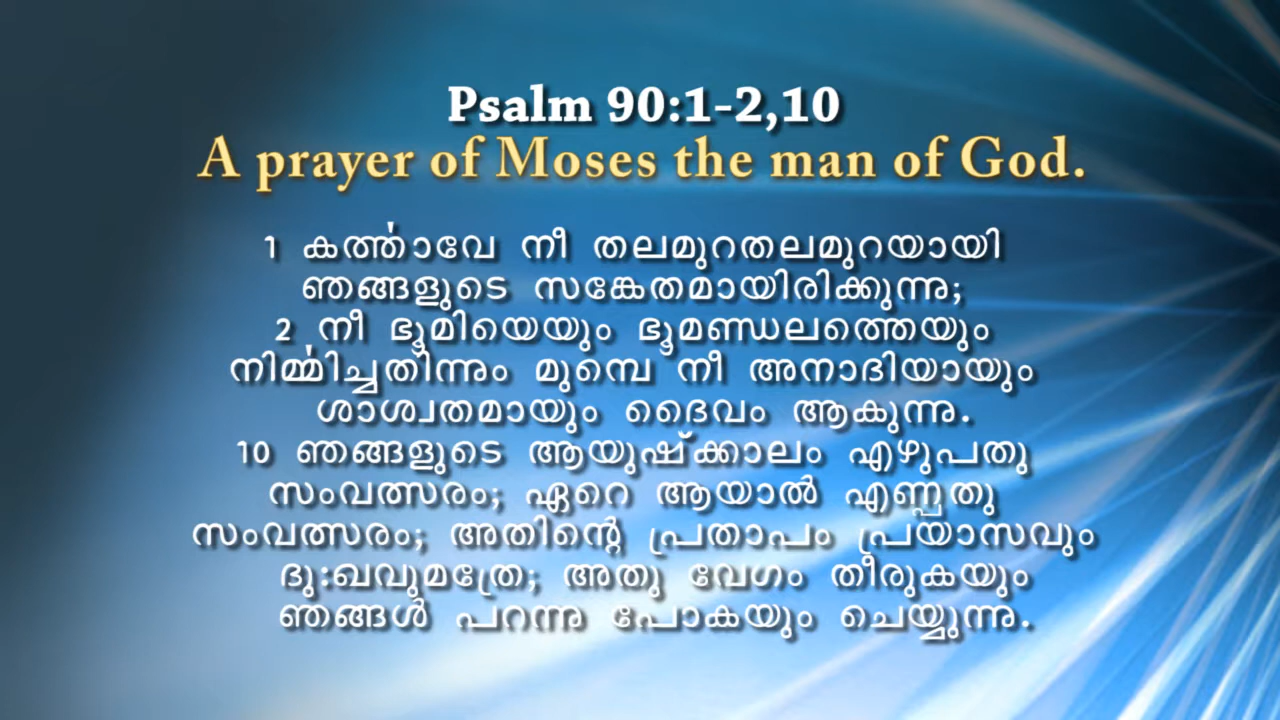 Psalm 90:1-2,10
A prayer of Moses the man of God.
1 കർത്താവേ നീ തലമുറതലമുറയായി
ഞങ്ങളുടെ സങ്കേതമായിരിക്കുന്നു;
2 നീ ഭൂമിയെയും ഭൂമണ്ഡലത്തെയും
നിർമ്മിച്ചതിന്നും മുമ്പെ നീ അനാദിയായും
ശാശ്വതമായും ദൈവം ആകുന്നു.
10 ഞങ്ങളുടെ ആയുഷ്ക്കാലം എഴുപതു
സംവത്സരം; ഏറെ ആയാൽ എണ്പതു
സംവത്സരം; അതിന്റെ പ്രതാപം പ്രയാസവും
ദു:ഖവുമത്രേ; അതു വേഗം തീരുകയും
ഞങ്ങൾ പറന്നു പോകയും ചെയ്യുന്നു.